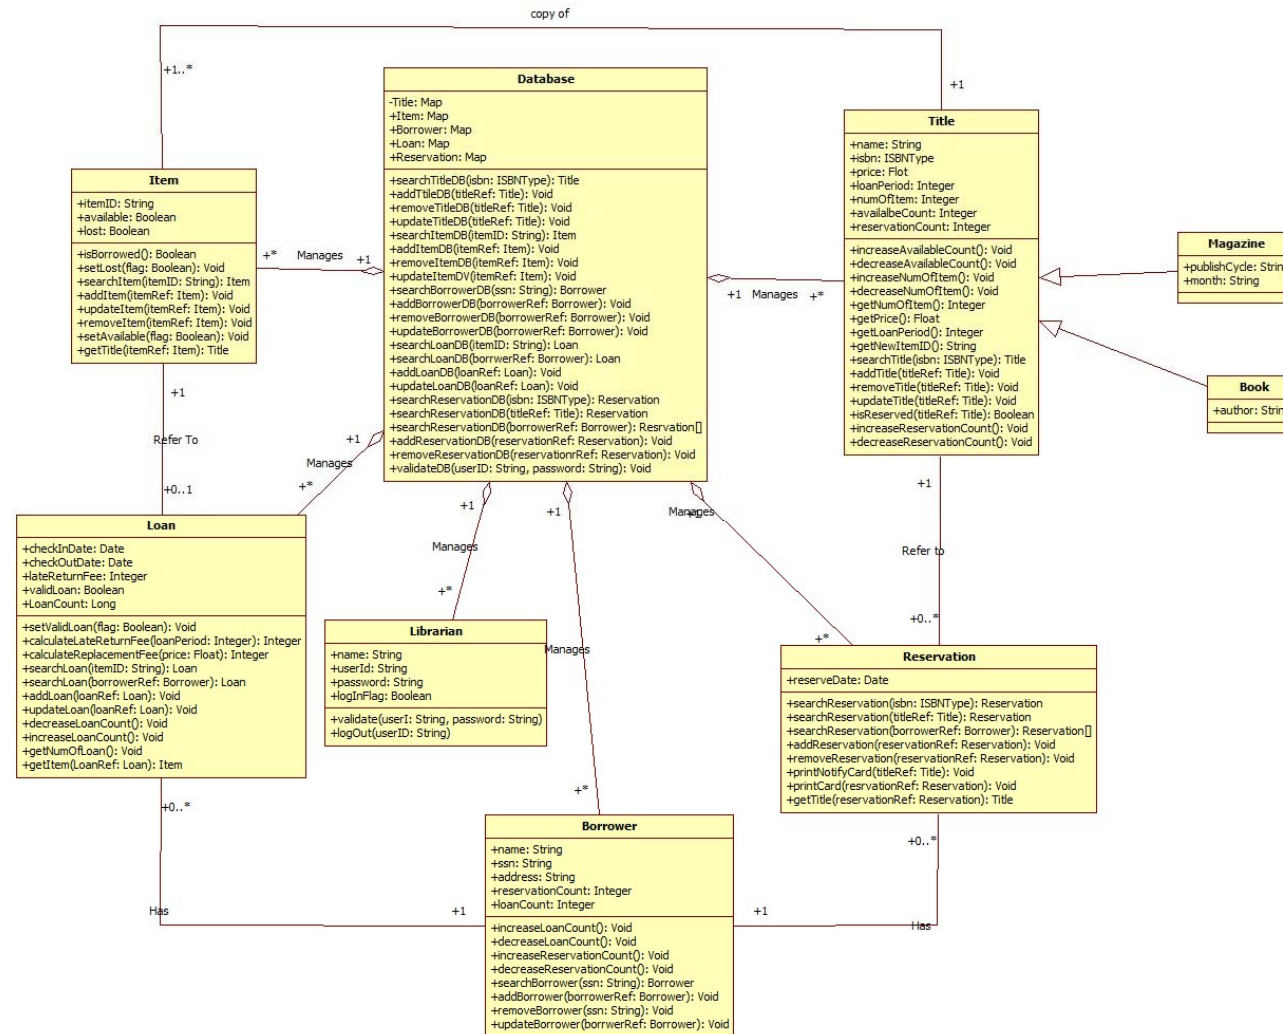 copy of
+1..*
+1
Database
-Title: Map
+Item: Map
+Borrower: Map
+Loan: Map
+Reservation: Map
+searchTitleDB(isbn: ISBNType): Title
+addTtileDB(titleRef: Title): Void
+removeTitleDB(titleRef: Title): Void
+updateTitleDB(titleRef: Title): Void
+searchItemDB(itemID: String): Item
+addItemDB(itemRef: Item): Void
+removeItemDB(itemRef: Item): Void
+updateItemDV(itemRef: Item): Void
+searchBorrowerDB(ssn: String): Borrower
+addBorrowerDB(borrowerRef: Borrower): Void
+removeBorrowerDB(borrowerRef: Borrower): Void
+updateBorrowerDB(borrowerRef: Borrower): Void
+searchLoanDB(itemID: String): Loan
+searchLoanDB(borrwerRef: Borrower): Loan
+addLoanDB(loanRef: Loan): Void
+updateLoanDB(loanRef: Loan): Void
+searchReservationDB(isbn: ISBNType): Reservation
+searchReservationDB(titleRef: Title): Reservation
+searchReservationDB(borrowerRef: Borrower): Resrvation[]
+addReservationDB(reservationRef: Reservation): Void
+removeReservationDB(reservationrRef: Reservation): Void
+validateDB(userID: String, password: String): Void
Title
+name: String
+isbn: ISBNType
+price: Flot
+loanPeriod: Integer
+numOfItem: Integer
+availalbeCount: Integer
+reservationCount: Integer
+increaseAvailableCount(): Void
+decreaseAvailableCount(): Void
+increaseNumOfItem(): Void
+decreaseNumOfItem(): Void
+getNumOfItem(): Integer
+getPrice(): Float
+getLoanPeriod(): Integer
+getNewItemID(): String
+searchTitle(isbn: ISBNType): Title
+addTitle(titleRef: Title): Void
+removeTitle(titleRef: Title): Void
+updateTitle(titleRef: Title): Void
+isReserved(titleRef: Title): Boolean
+increaseReservationCount(): Void
+decreaseReservationCount(): Void
Item
+itemID: String
+available: Boolean
+lost: Boolean
+isBorrowed(): Boolean
+setLost(flag: Boolean): Void
+searchItem(itemID: String): Item
+addItem(itemRef: Item): Void
+updateItem(itemRef: Item): Void
+removeItem(itemRef: Item): Void
+setAvailable(flag: Boolean): Void
+getTitle(itemRef: Item): Title
+*
Manages
+1
+1
Manages
+*
Magazine
+publishCycle: Strin
+month: String
Book
+author: Strin
+1
Refer To
+0..1
+1
Manages
+*
+1
Manages
+*
+1
Manages
+*
Manages
+1
+*
+1
Refer to
+0..*
Loan
+checkInDate: Date
+checkOutDate: Date
+lateReturnFee: Integer
+validLoan: Boolean
+LoanCount: Long
+setValidLoan(flag: Boolean): Void
+calculateLateReturnFee(loanPeriod: Integer): Integer
+calculateReplacementFee(price: Float): Integer
+searchLoan(itemID: String): Loan
+searchLoan(borrowerRef: Borrower): Loan
+addLoan(loanRef: Loan): Void
+updateLoan(loanRef: Loan): Void
+decreaseLoanCount(): Void
+increaseLoanCount(): Void
+getNumOfLoan(): Void
+getItem(LoanRef: Loan): Item
Librarian
+name: String
+userId: String
+password: String
+logInFlag: Boolean
+validate(userI: String, password: String)
+logOut(userID: String)
Reservation
+reserveDate: Date
+searchReservation(isbn: ISBNType): Reservation
+searchReservation(titleRef: Title): Reservation
+searchReservation(borrowerRef: Borrower): Reservation[]
+addReservation(reservationRef: Reservation): Void
+removeReservation(reservationRef: Reservation): Void
+printNotifyCard(titleRef: Title): Void
+printCard(resrvationRef: Reservation): Void
+getTitle(reservationRef: Reservation): Title
+0..*
Has
+1
+0..*
Has
+1
Borrower
+name: String
+ssn: String
+address: String
+reservationCount: Integer
+loanCount: Integer
+increaseLoanCount(): Void
+decreaseLoanCount(): Void
+increaseReservationCount(): Void
+decreaseReservationCount(): Void
+searchBorrower(ssn: String): Borrower
+addBorrower(borrowerRef: Borrower): Void
+removeBorrower(ssn: String): Void
+updateBorrower(borrwerRef: Borrower): Void